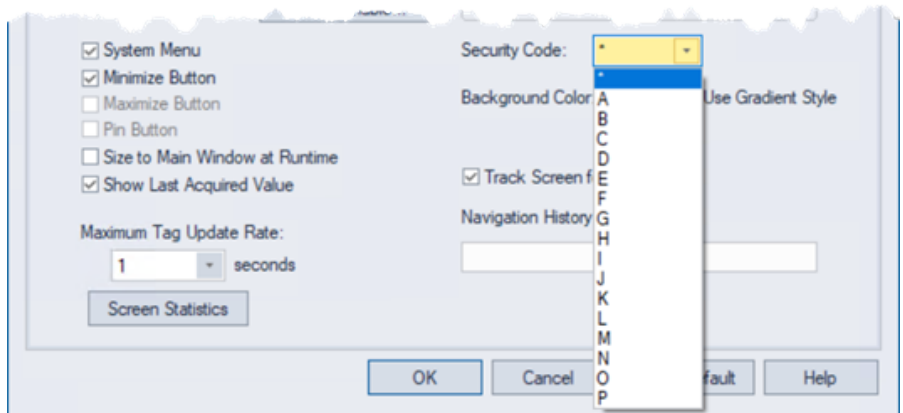 System Menu
Minimize Button
Maximize Button
Pin Button
Size to Main Window at Runtime
Show Last Acquired Value
Maximum Tag Update Rate:
1 seconds
Screen Statistics
Security Code: *
*
A
B
C
D
E
F
G
H
I
J
K
L
M
N
O
P
Background Color
Use Gradient Style
Track Screen f
Navigation History
OK Cancel fault Help